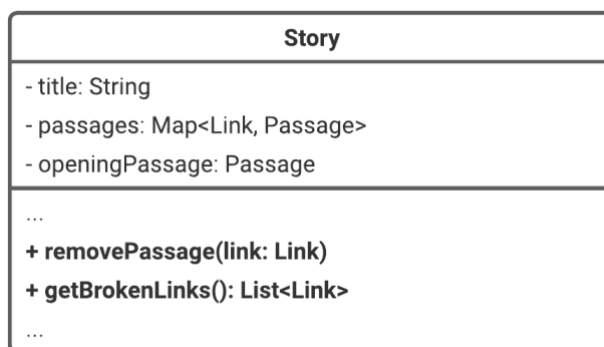 Story
- title: String
- passages: Map<Link, Passage>
- openingPassage: Passage
...
+ removePassage(link: Link)
+ getBrokenLinks(): List<Link>
...